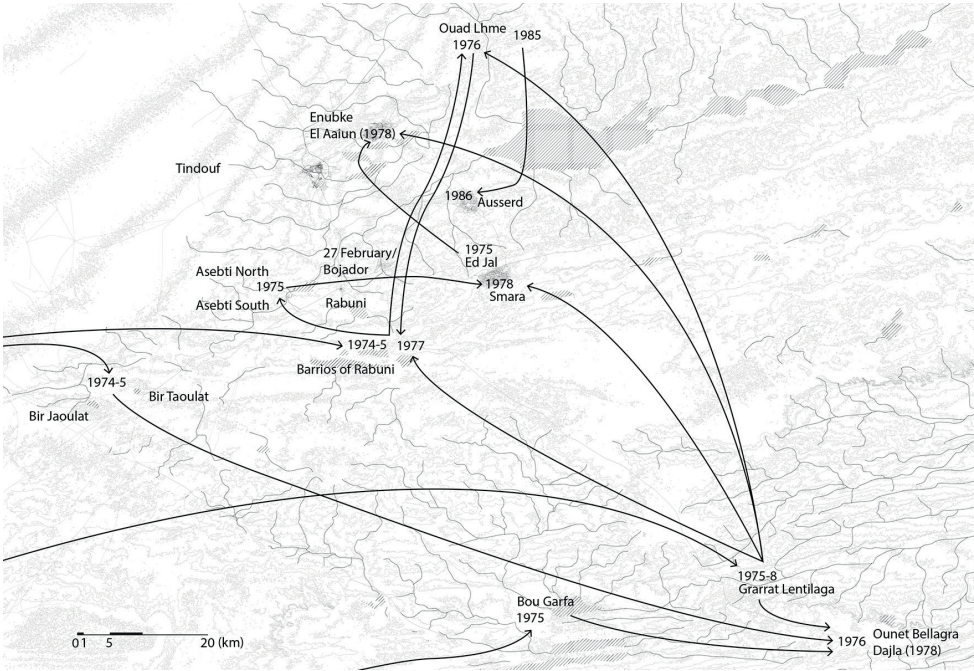 Ouad Lhme
1976
1985
Enubke
El Aaiun (1978)
Tindouf
1986
Ausserd
1975
Ed Jal
27 February/
Bojador
Asebti North
1975
Asebti South
1978
Smara
Rabuni
1974-5
1977
Barrios of Rabuni
1974-5
Bir Taoulat
Bir Jaoulat
1975-8
Grarrat Lentilaga
Bou Garfa
1975
1976
Ounet Bellagra
Dajla (1978)
0 1 5 20 (km)